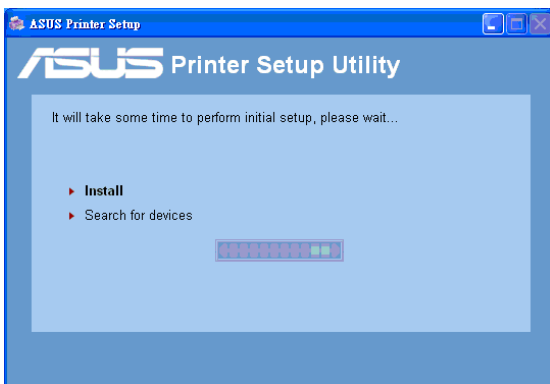 ASUS Printer Setup
ASUS Printer Setup Utility
It will take some time to perform initial setup, please wait...
Install
Search for devices